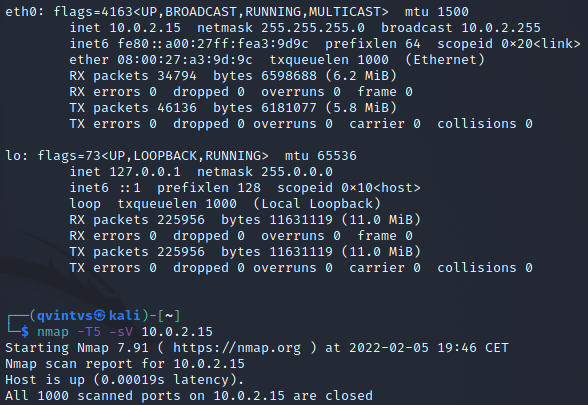 eth0: flags=4163<UP,BROADCAST,RUNNING,MULTICAST>  mtu 1500
        inet 10.0.2.15  netmask 255.255.255.0  broadcast 10.0.2.255
        inet6 fe80::a00:27ff:fea3:9d9c  prefixlen 64  scopeid 0x20<link>
        ether 08:00:27:a3:9d:9c  txqueuelen 1000  (Ethernet)
        RX packets 34794  bytes 6598688 (6.2 MiB)
        RX errors 0  dropped 0  overruns 0  frame 0
        TX packets 46136  bytes 6181077 (5.8 MiB)
        TX errors 0  dropped 0 overruns 0  carrier 0  collisions 0

lo: flags=73<UP,LOOPBACK,RUNNING>  mtu 65536
        inet 127.0.0.1  netmask 255.0.0.0
        inet6 ::1  prefixlen 128  scopeid 0x10<host>
        loop  txqueuelen 1000  (Local Loopback)
        RX packets 225956  bytes 11631119 (11.0 MiB)
        RX errors 0  dropped 0  overruns 0  frame 0
        TX packets 225956  bytes 11631119 (11.0 MiB)
        TX errors 0  dropped 0 overruns 0  carrier 0  collisions 0

┌──(qvintvs㉿kali)-[~]
└─$ nmap -T5 -sV 10.0.2.15
Starting Nmap 7.91 ( https://nmap.org ) at 2022-02-05 19:46 CET
Nmap scan report for 10.0.2.15
Host is up (0.00019s latency).
All 1000 scanned ports on 10.0.2.15 are closed